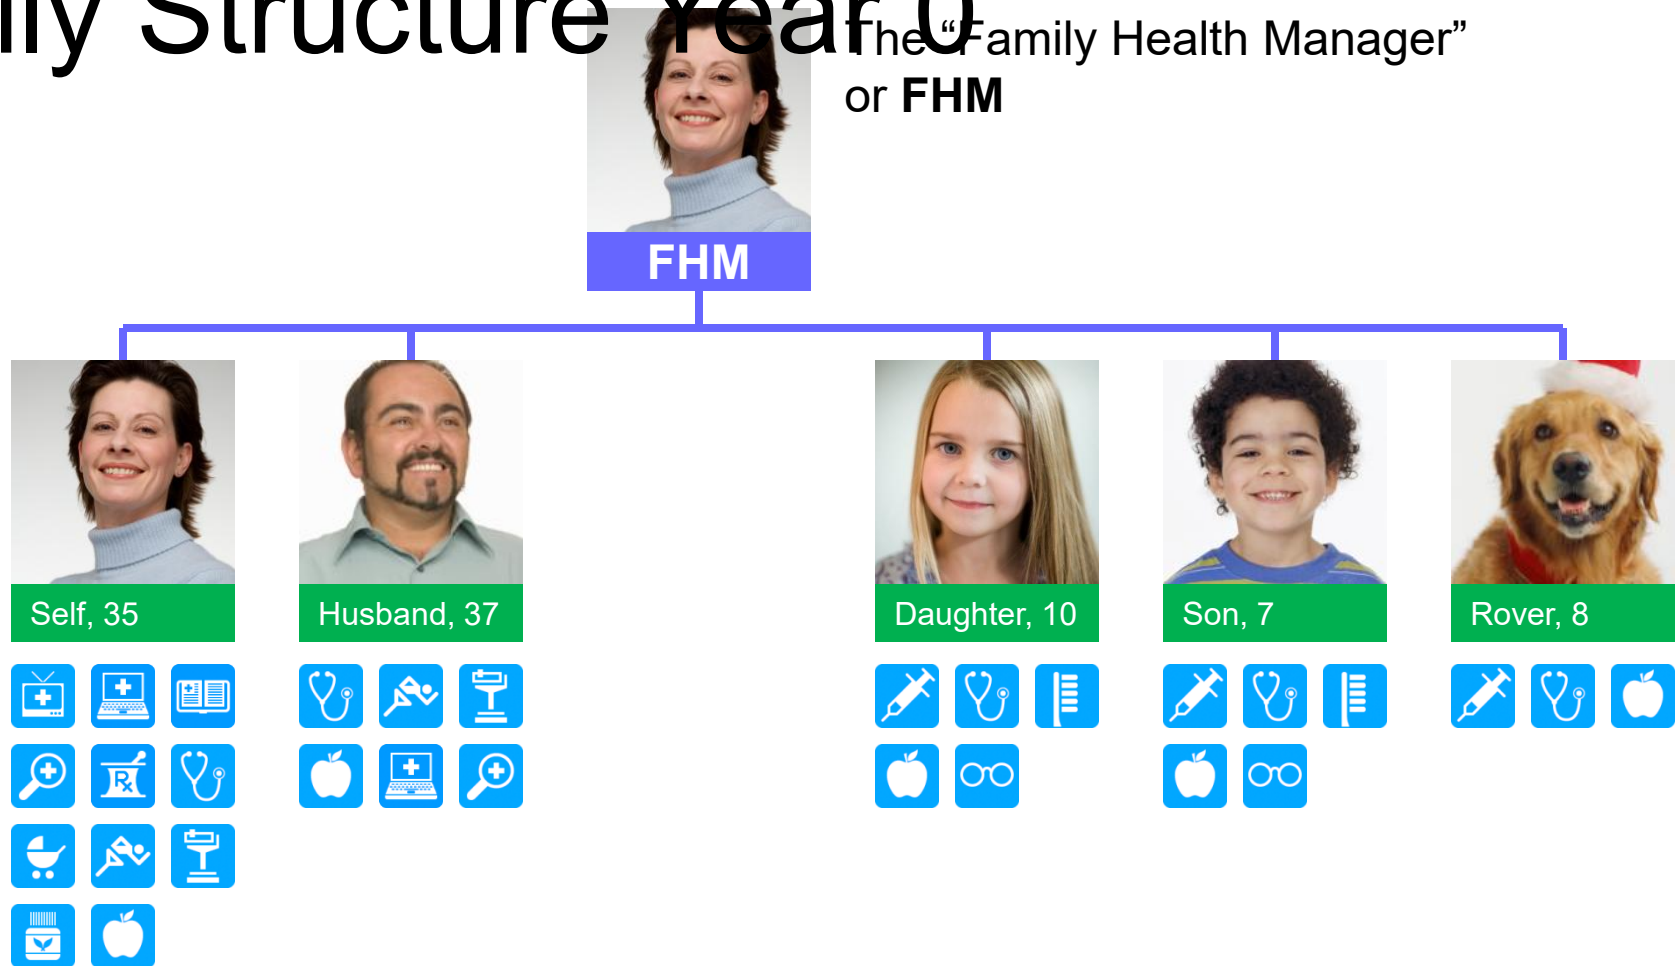 ily Structure Year 0
The “Family Health Manager”
or FHM
FHM
Self, 35
Husband, 37
Daughter, 10
Son, 7
Rover, 8
Rx